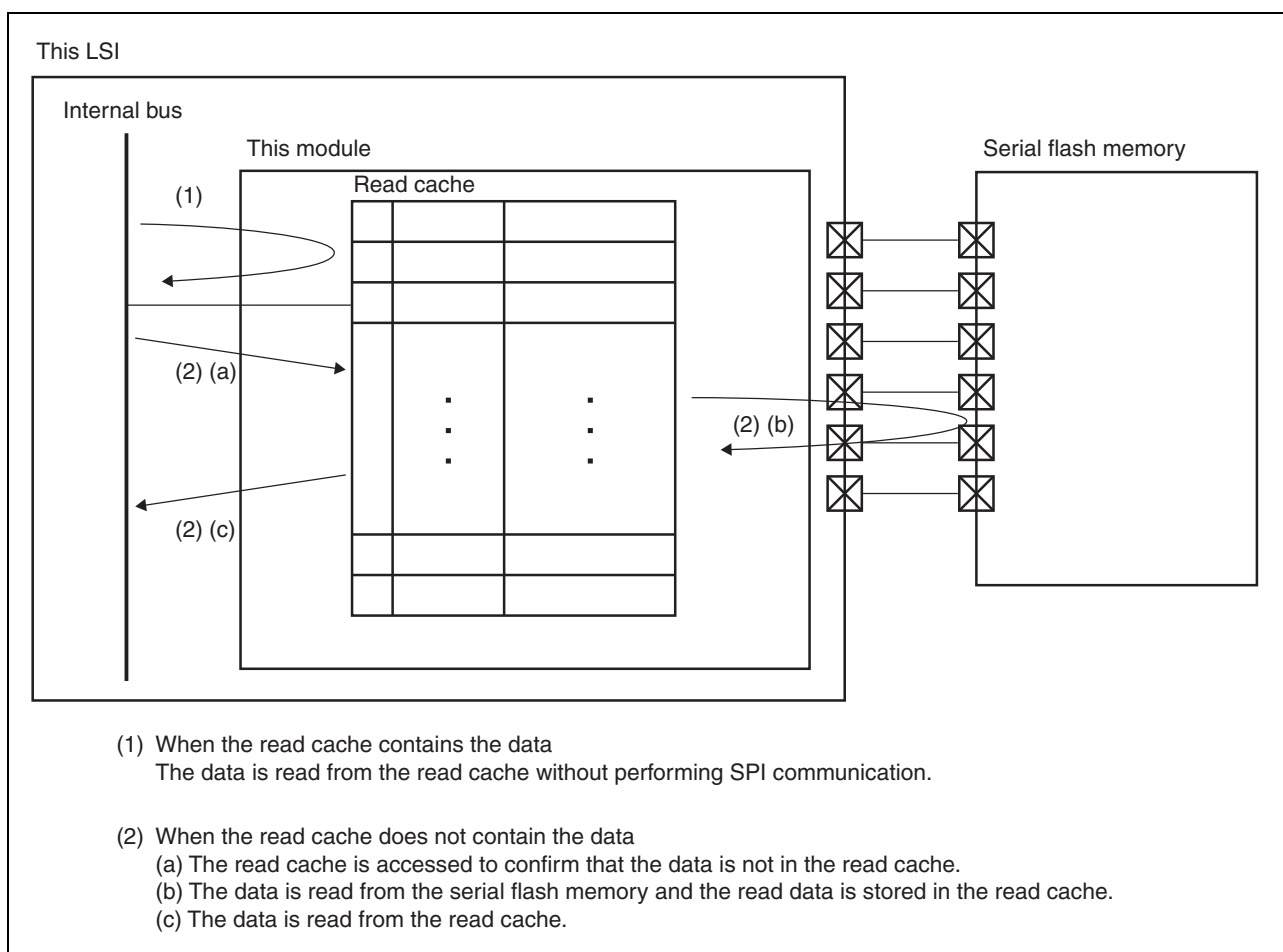 This LSI
Internal bus
This module
Serial flash memory
Read cache
(1)
(2) (a)
(2) (b)
(2) (c)
(1) When the read cache contains the data
The data is read from the read cache without performing SPI communication.
(2) When the read cache does not contain the data
(a) The read cache is accessed to confirm that the data is not in the read cache.
(b) The data is read from the serial flash memory and the read data is stored in the read cache.
(c) The data is read from the read cache.